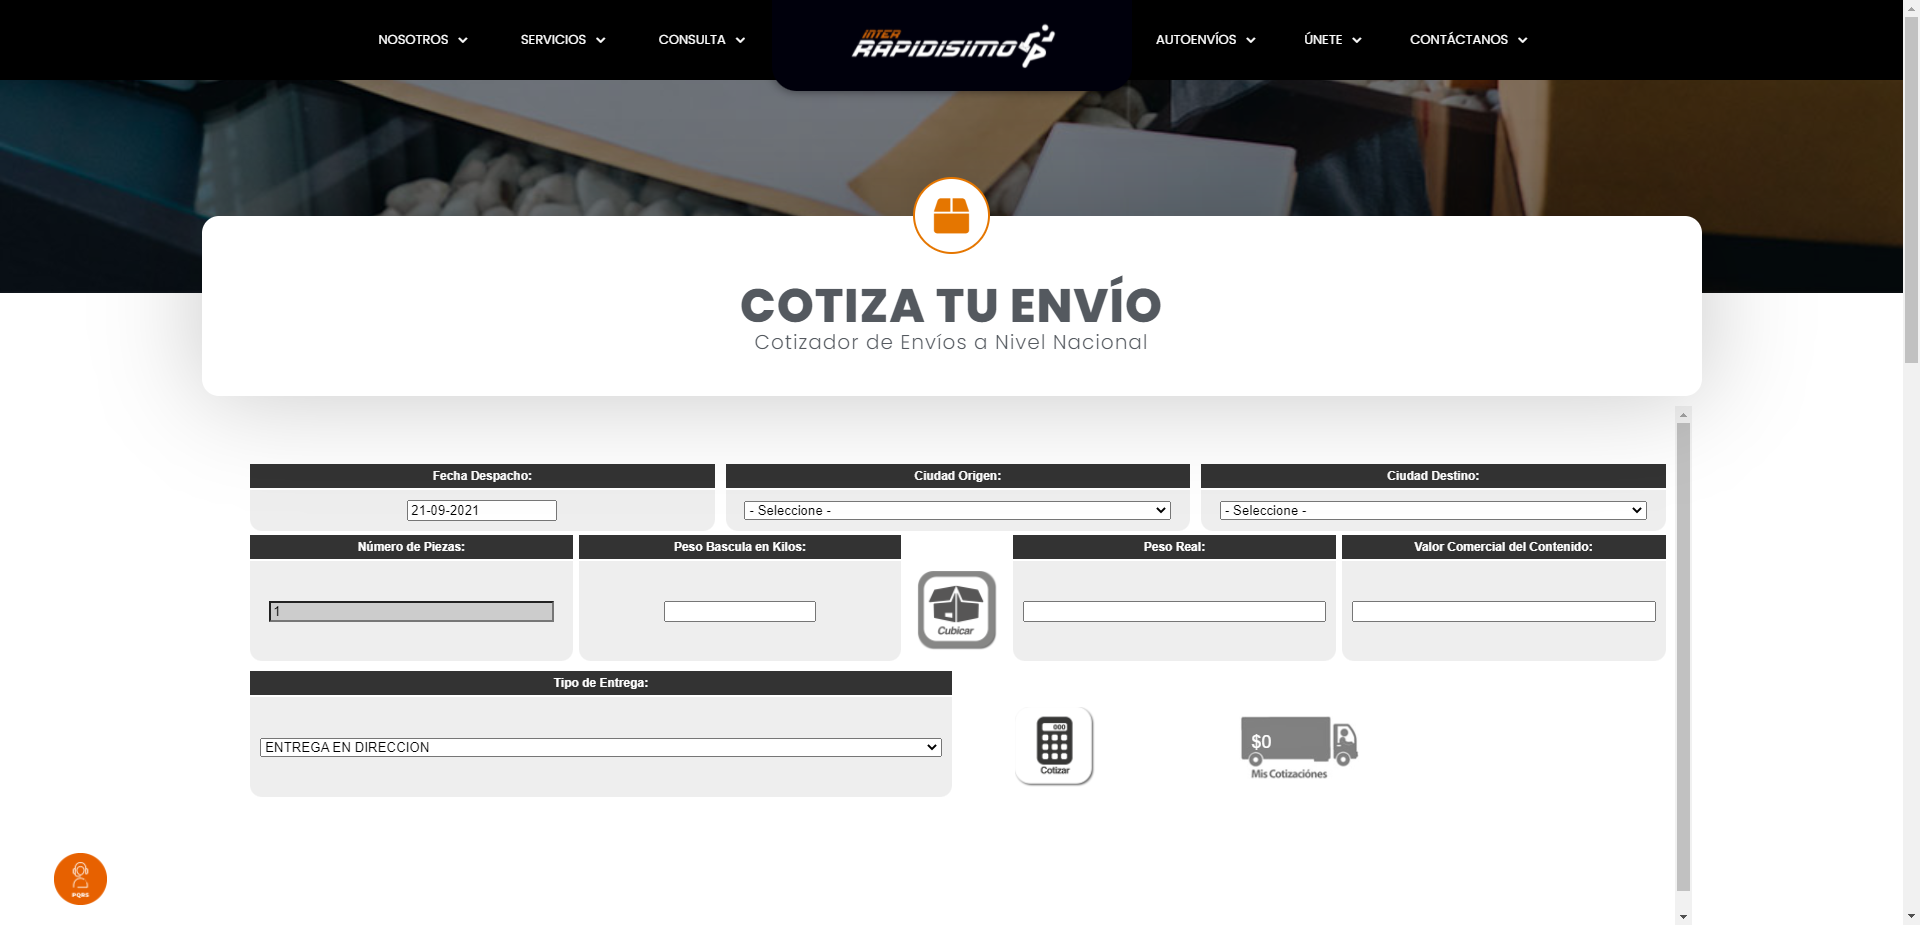 NOSOTROS
SERVICIOS
CONSULTA
INTER
RAPIDISIMO
AUTOENVÍOS
ÚNETE
CONTÁCTANOS
COTIZA TU ENVÍO
Cotizador de Envíos a Nivel Nacional
Fecha Despacho:
Ciudad Origen:
Ciudad Destino:
21-09-2021
- Seleccione -
- Seleccione -
Número de Piezas:
Peso Bascula en Kilos:
Peso Real:
Valor Comercial del Contenido:
1
Cubicar
Tipo de Entrega:
ENTREGA EN DIRECCION
000
Cotizar
$0
Mis Cotizaciónes
PQRS